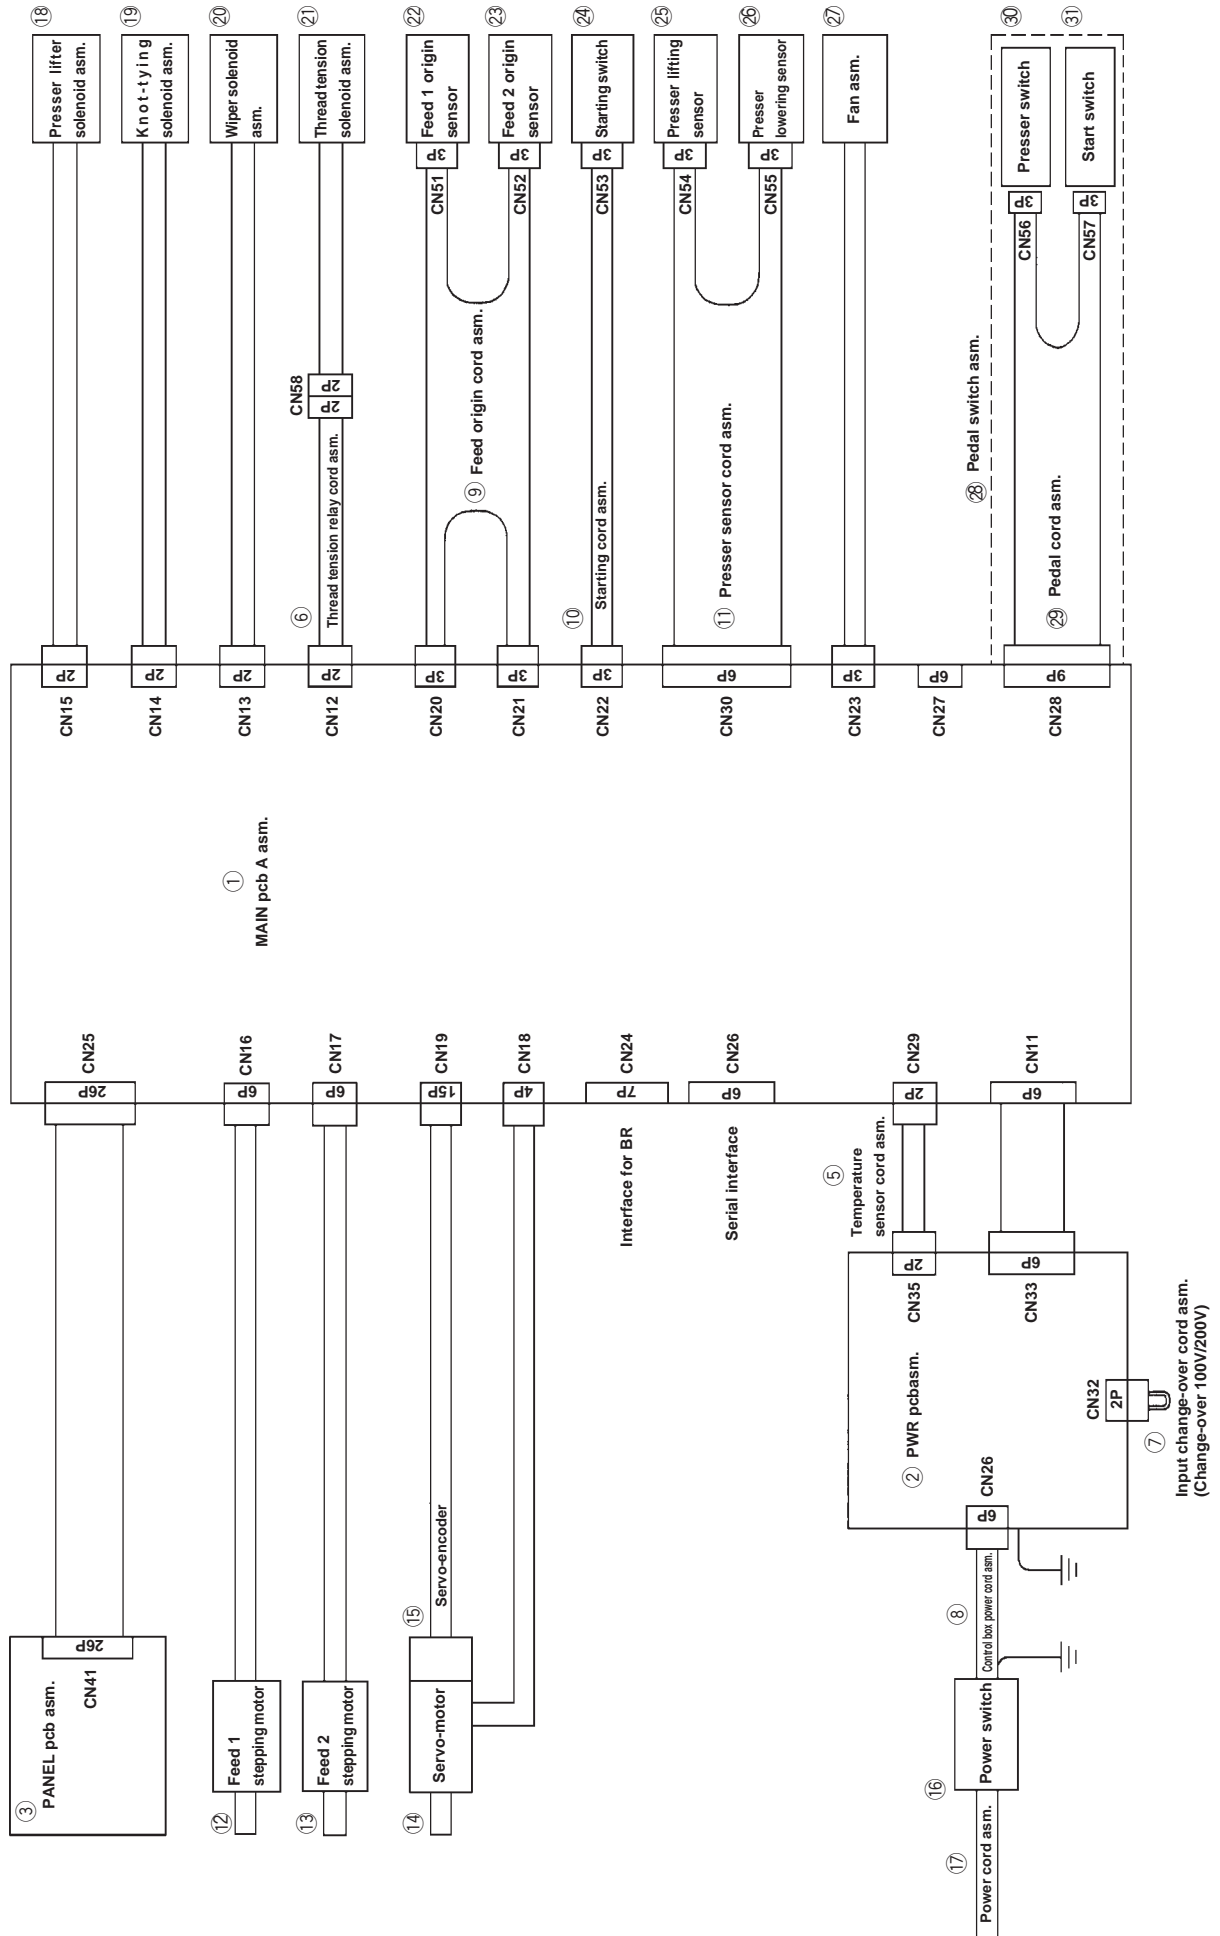 18
Presser lifter
solenoid asm.
19
Knot-tying
solenoid asm.
20
Wiper solenoid
asm.
21
Thread tension
solenoid asm.
22
Feed 1 origin
sensor
23
Feed 2 origin
sensor
24
Starting switch
25
Presser lifting
sensor
26
Presser
lowering sensor
27
Fan asm.
30
Presser switch
31
Start switch
3P
CN51
3P
CN52
3P
CN53
3P
CN54
3P
CN55
3P
CN56
3P
CN57
CN58
2P
2P
6
Thread tension relay cord asm.
9 Feed origin cord asm.
10
Starting cord asm.
11 Presser sensor cord asm.
28 Pedal switch asm.
29 Pedal cord asm.
2P
CN15
2P
CN14
2P
CN13
2P
CN12
3P
CN20
3P
CN21
3P
CN22
6P
CN30
3P
CN23
6P
CN27
9P
CN28
1
MAIN pcb A asm.
CN25
26P
CN16
6P
CN17
6P
CN19
15P
CN18
4P
CN24
7P
CN26
6P
CN29
2P
CN11
6P
Interface for BR
Serial interface
5
Temperature
sensor cord asm.
2P
CN35
6P
CN33
2 PWR pcbasm.
CN32
2P
7
Input change-over cord asm.
(Change-over 100V/200V)
CN26
6P
8
Control box power cord asm.
16
Power switch
17
Power cord asm.
3
PANEL pcb asm.
CN41
26P
12
Feed 1
stepping motor
13
Feed 2
stepping motor
14
Servo-motor
15
Servo-encoder